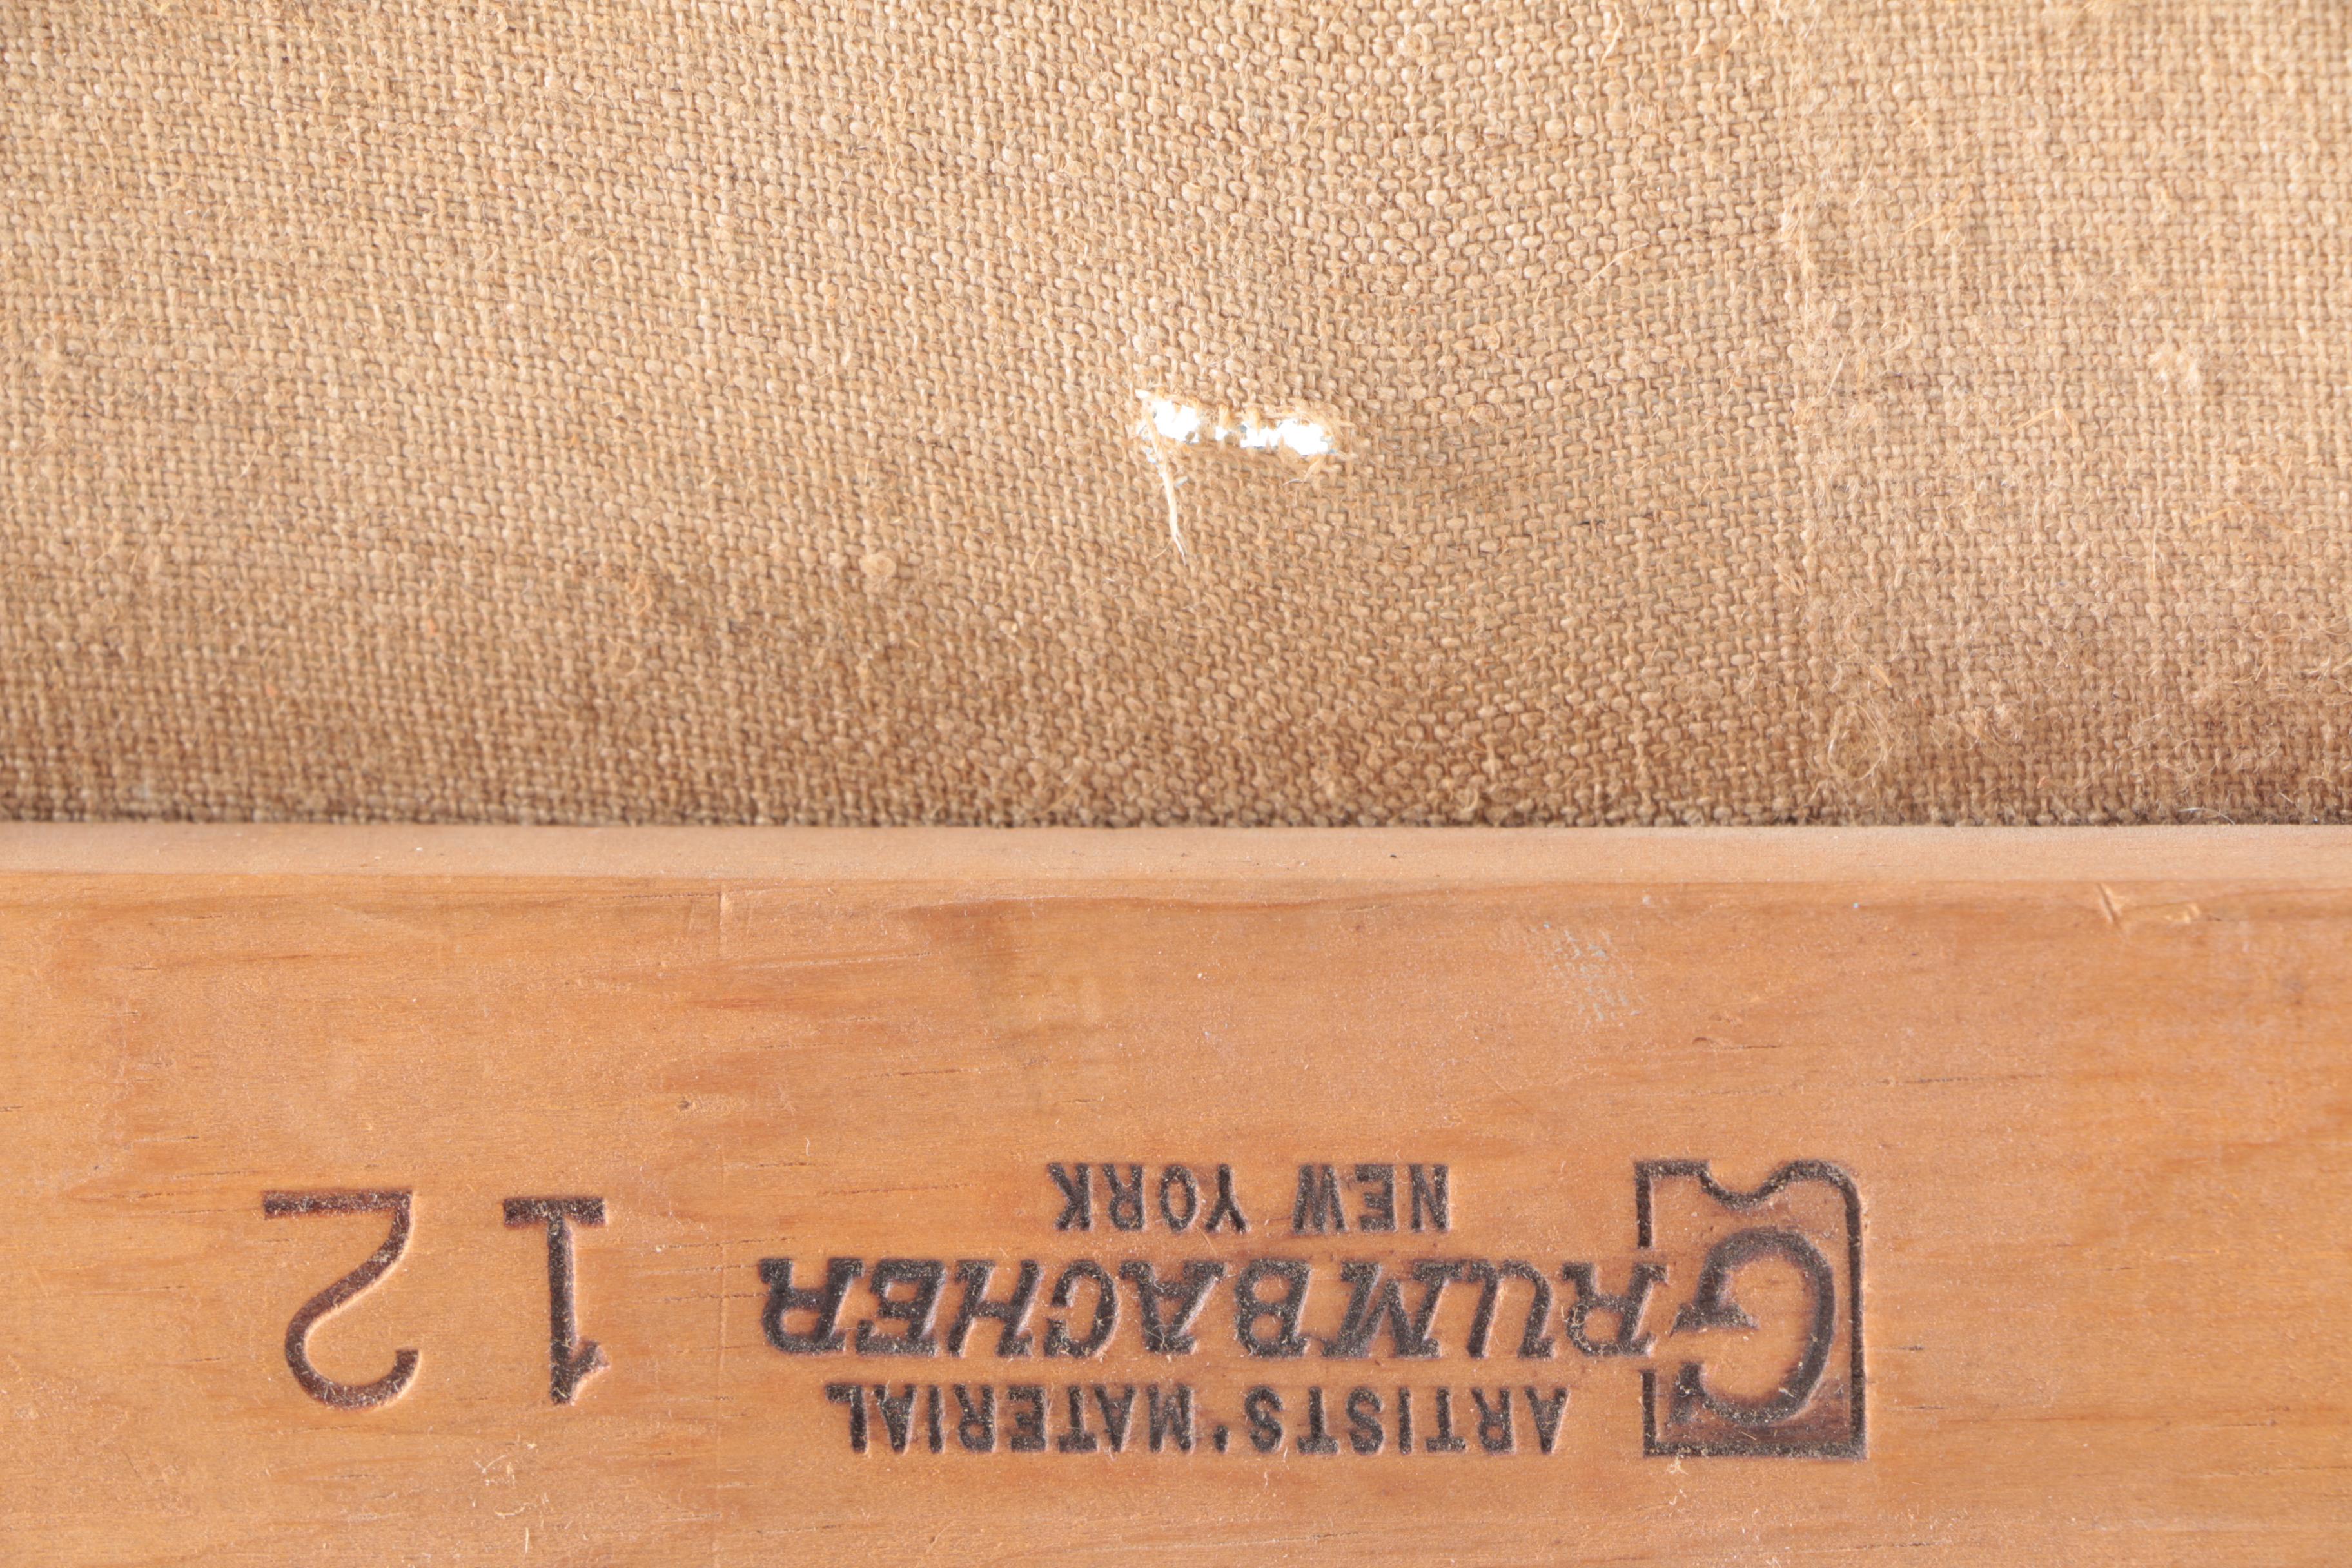 ARTISTS' MATERIAL
GRUMBACHER
NEW YORK
12